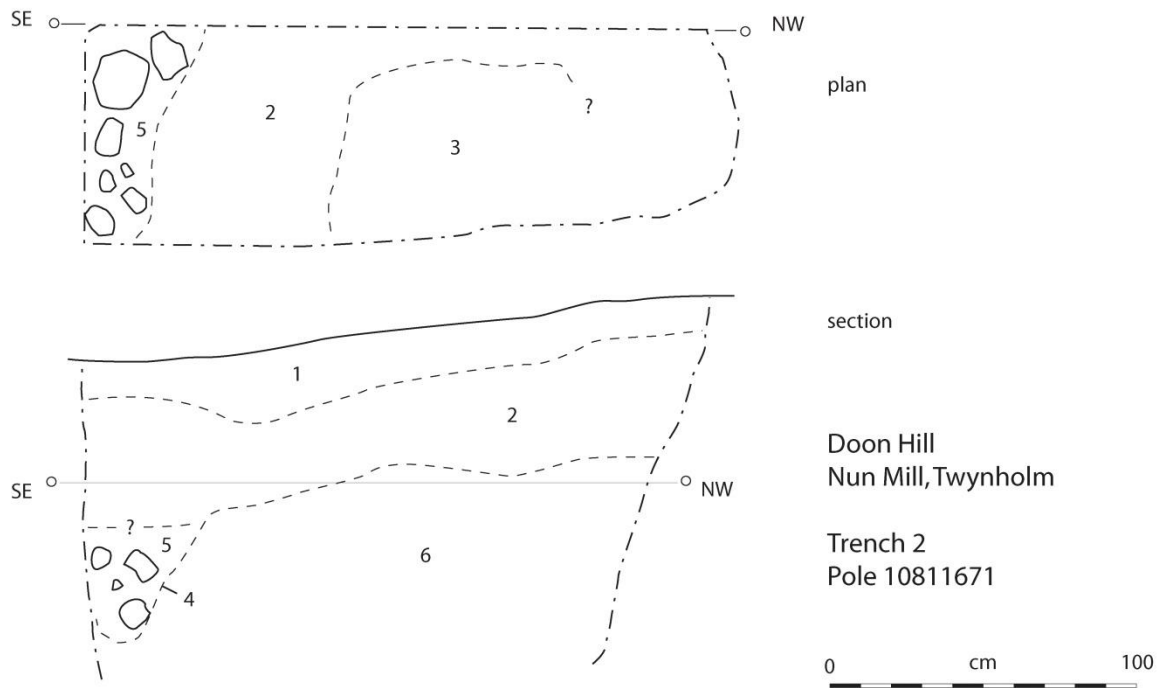 SE
NW
plan
5
2
3
?
section
1
2
SE
NW
?
5
4
6
Doon Hill
Nun Mill, Twynholm
Trench 2
Pole 10811671
0 cm 100